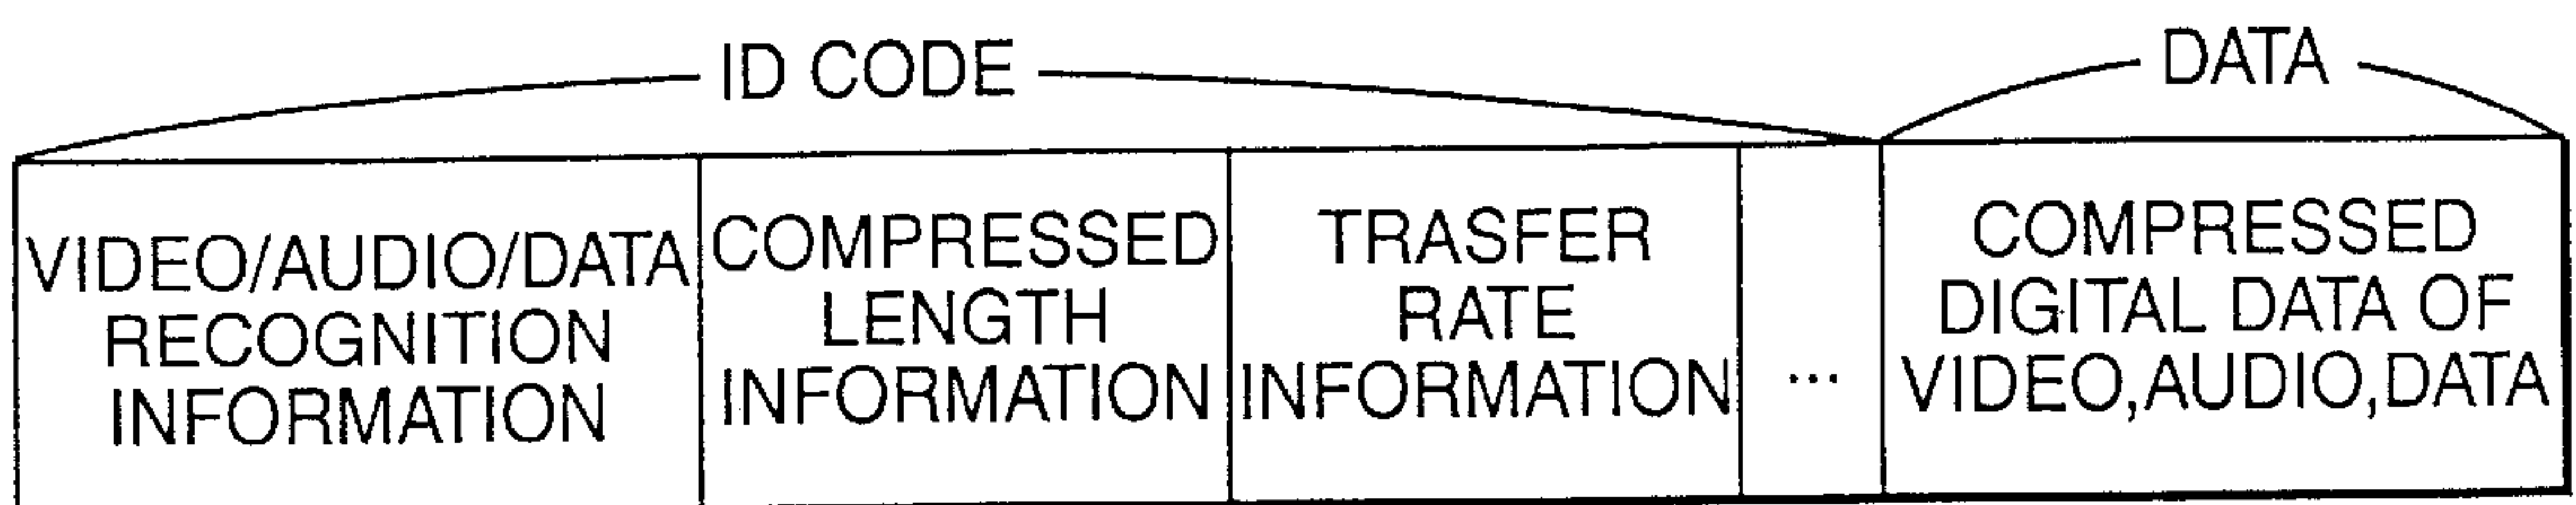 ID CODE
DATA
VIDEO/AUDIO/DATA
RECOGNITION
INFORMATION
COMPRESSED
LENGTH
INFORMATION
TRASFER
RATE
INFORMATION
...
COMPRESSED
DIGITAL DATA OF
VIDEO,AUDIO,DATA